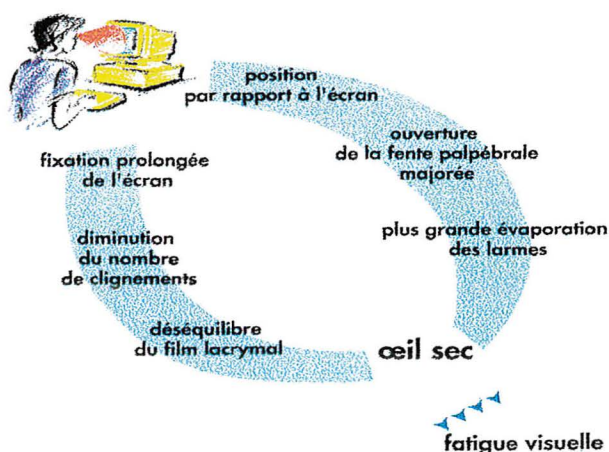 position
par rapport à l'écran
ouverture
de la fente palpébrale
majorée
plus grande évaporation
des larmes
fixation prolongée
de l'écran
diminution
du nombre
de clignements
déséquilibre
du film lacrymal
œil sec
fatigue visuelle